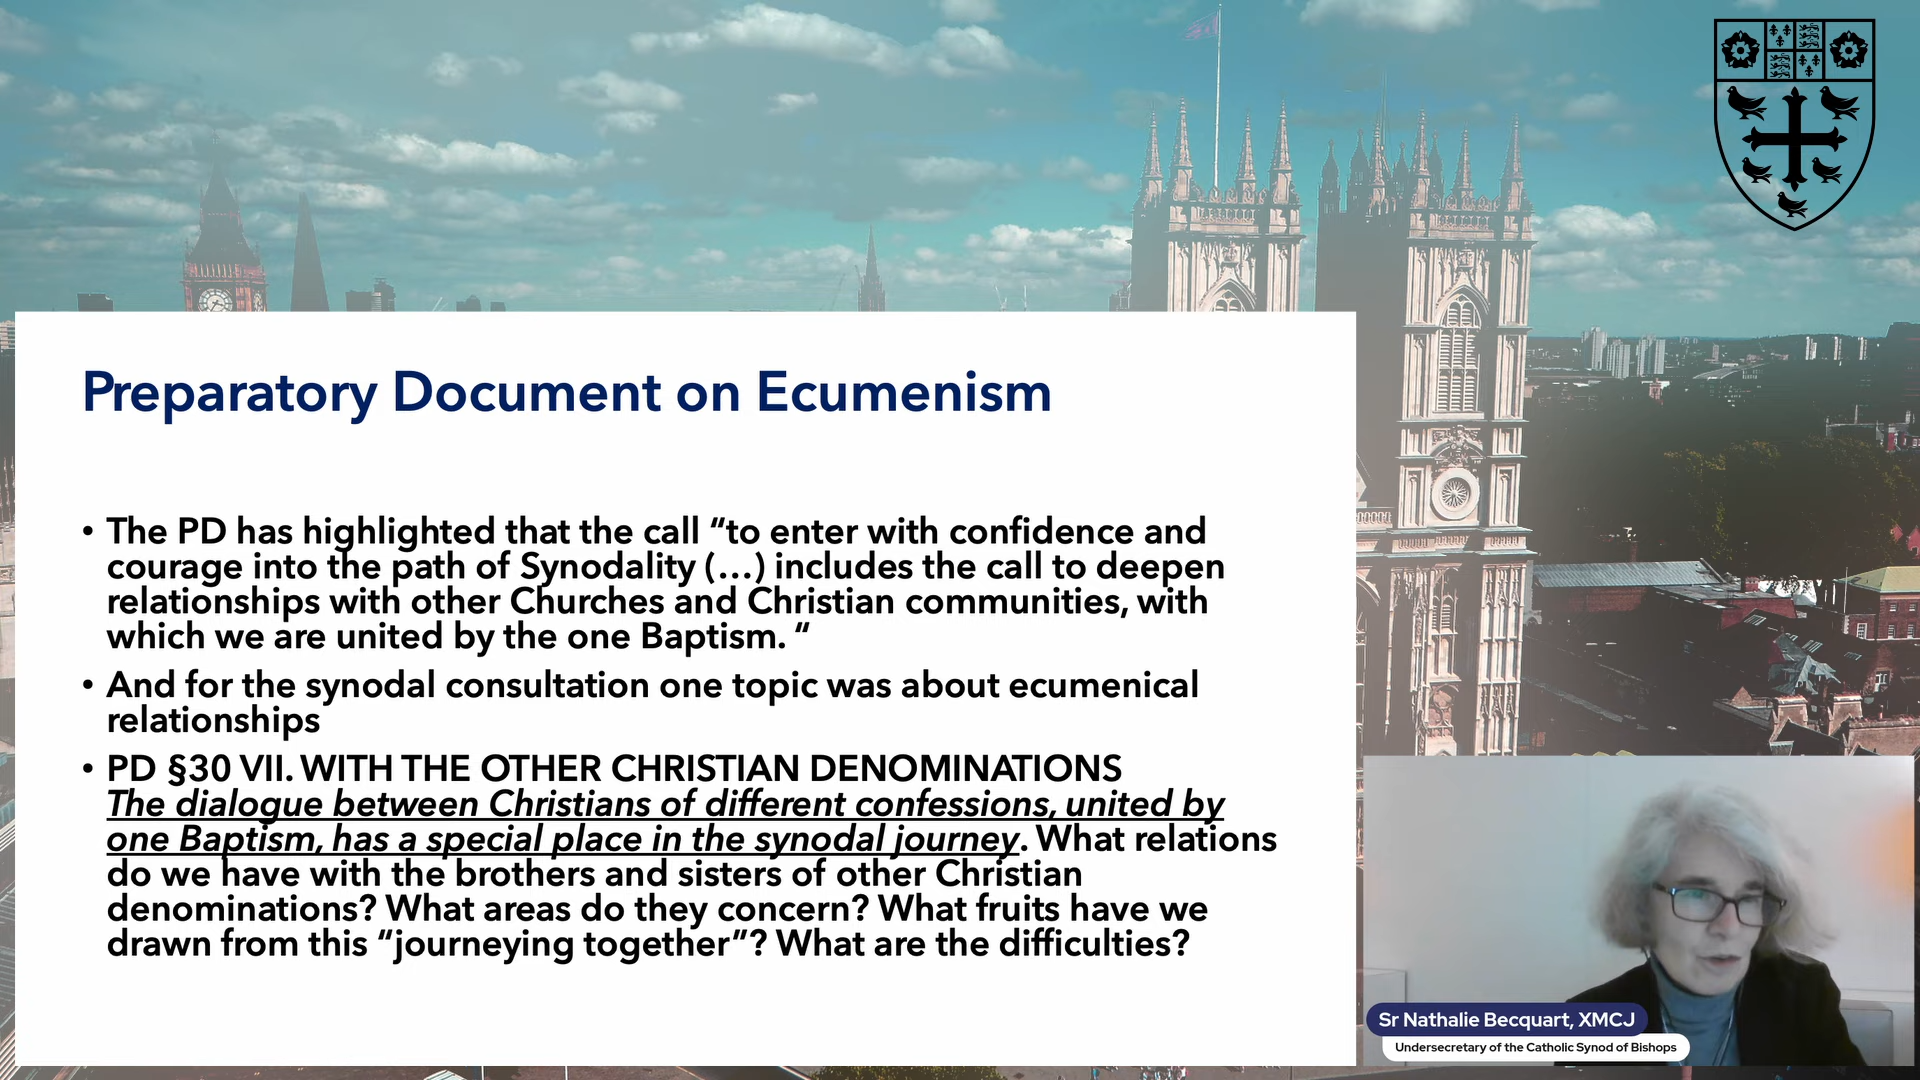 Preparatory Document on Ecumenism
• The PD has highlighted that the call “to enter with confidence and
courage into the path of Synodality (…) includes the call to deepen
relationships with other Churches and Christian communities, with
which we are united by the one Baptism. “
• And for the synodal consultation one topic was about ecumenical
relationships
• PD §30 VII. WITH THE OTHER CHRISTIAN DENOMINATIONS
The dialogue between Christians of different confessions, united by
one Baptism, has a special place in the synodal journey. What relations
do we have with the brothers and sisters of other Christian
denominations? What areas do they concern? What fruits have we
drawn from this “journeying together”? What are the difficulties?
Sr Nathalie Becquart, XMCJ
Undersecretary of the Catholic Synod of Bishops